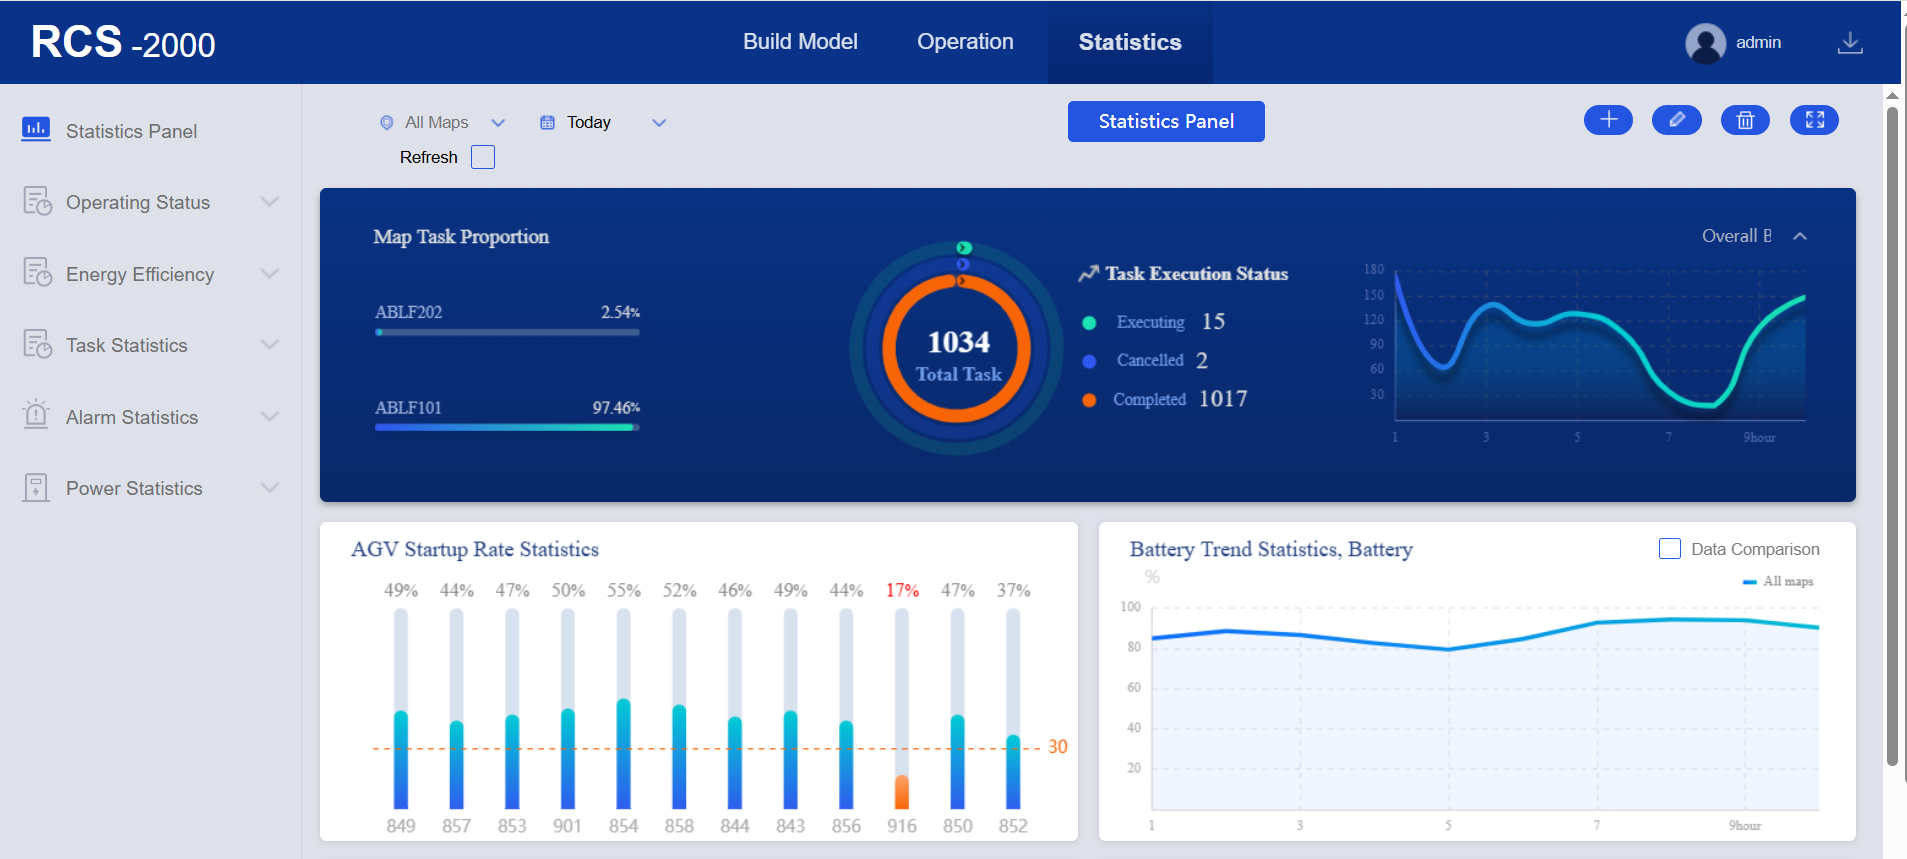 RCS -2000
Build Model
Operation
Statistics
admin
Statistics Panel
Operating Status
Energy Efficiency
Task Statistics
Alarm Statistics
Power Statistics
All Maps
Today
Refresh
Statistics Panel
Map Task Proportion
ABLF202 2.54%
ABLF101 97.46%
1034
Total Task
Task Execution Status
Executing 15
Cancelled 2
Completed 1017
Overall B
180
150
120
90
60
30
1 3 5 7 9hour
AGV Startup Rate Statistics
49% 44% 47% 50% 55% 52% 46% 49% 44% 17% 47% 37%
30
849 857 853 901 854 858 844 843 856 916 850 852
Battery Trend Statistics, Battery
Data Comparison
%
All maps
100
80
60
40
20
1 3 5 7 9hour